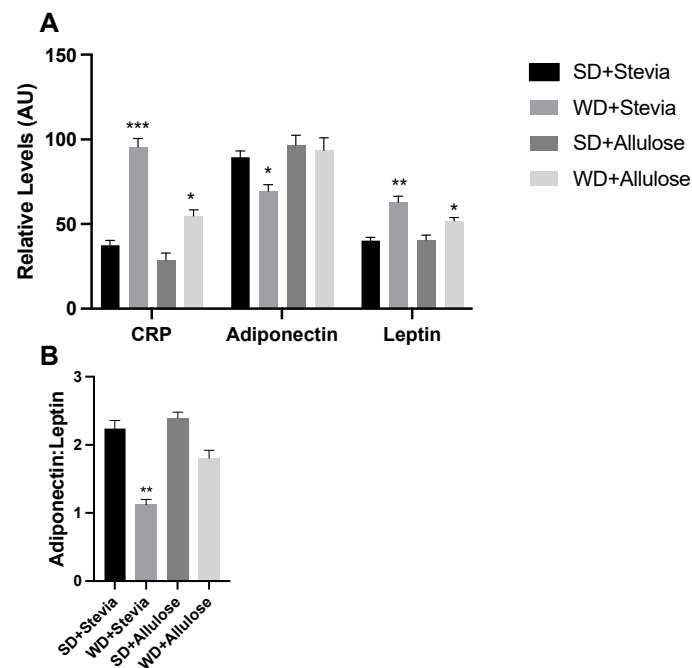 A
Relative Levels (AU)
150
100
50
0
***
*
*
**
*
CRP
Adiponectin
Leptin
SD+Stevia
WD+Stevia
SD+Allulose
WD+Allulose
B
Adiponectin:Leptin
3
2
1
0
**
SD+Stevia
WD+Stevia
SD+Allulose
WD+Allulose